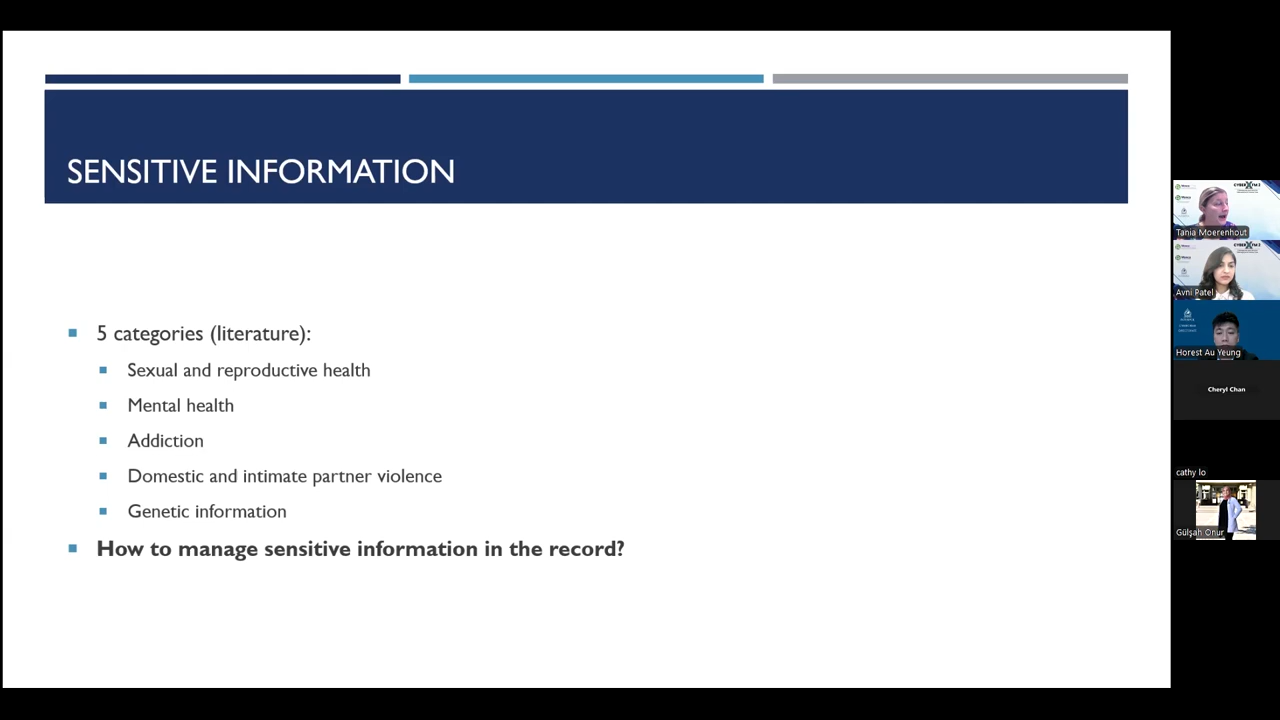 SENSITIVE INFORMATION
5 categories (literature):
Sexual and reproductive health
Mental health
Addiction
Domestic and intimate partner violence
Genetic information
How to manage sensitive information in the record?
Tania Moerenhout
Avni Patel
Horest Au Yeung
Cheryl Chan
cathy lo
Gülşah Onur